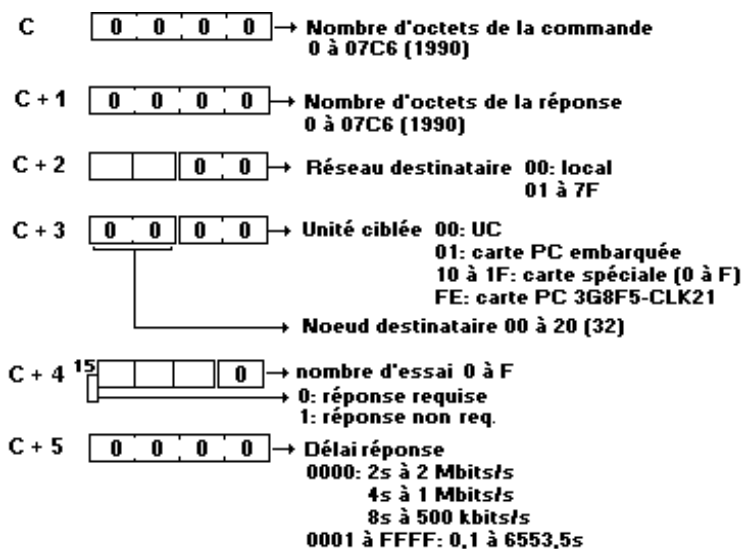 C 0 0 0 0 → Nombre d'octets de la commande
0 à 07C6 (1990)
C + 1 0 0 0 0 → Nombre d'octets de la réponse
0 à 07C6 (1990)
C + 2 0 0 → Réseau destinataire 00: local
01 à 7F
C + 3 0 0 0 0 → Unité ciblée 00: UC
01: carte PC embarquée
10 à 1F: carte spéciale (0 à F)
FE: carte PC 3G8F5-CLK21
Noeud destinataire 00 à 20 (32)
C + 4 15 0 → nombre d'essai 0 à F
0: réponse requise
1: réponse non req.
C + 5 0 0 0 0 → Délai réponse
0000: 2s à 2 Mbits/s
4s à 1 Mbits/s
8s à 500 kbits/s
0001 à FFFF: 0,1 à 6553,5s